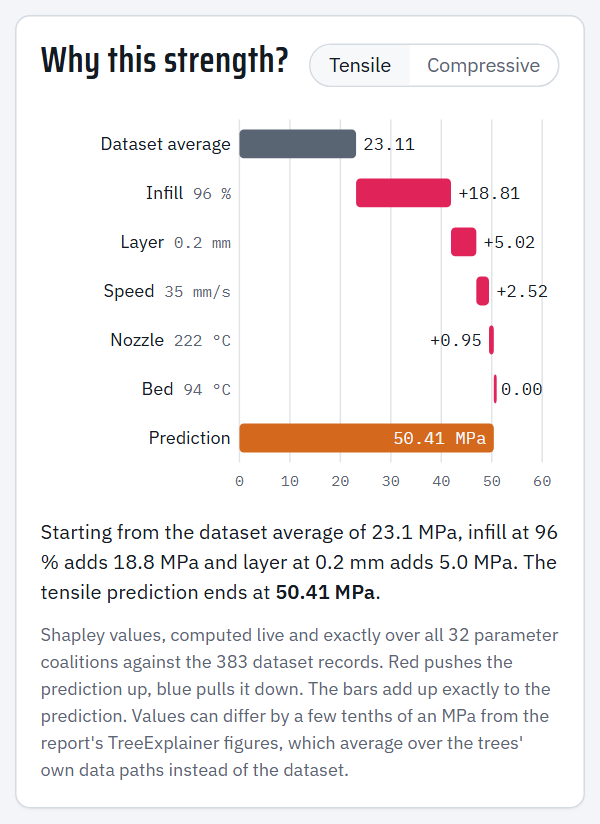 Why this strength?
Tensile
Compressive
Dataset average 23.11
Infill 96 % +18.81
Layer 0.2 mm +5.02
Speed 35 mm/s +2.52
Nozzle 222 °C +0.95
Bed 94 °C 0.00
Prediction 50.41 MPa
0 10 20 30 40 50 60
Starting from the dataset average of 23.1 MPa, infill at 96
% adds 18.8 MPa and layer at 0.2 mm adds 5.0 MPa. The
tensile prediction ends at 50.41 MPa.
Shapley values, computed live and exactly over all 32 parameter
coalitions against the 383 dataset records. Red pushes the
prediction up, blue pulls it down. The bars add up exactly to the
prediction. Values can differ by a few tenths of an MPa from the
report's TreeExplainer figures, which average over the trees'
own data paths instead of the dataset.